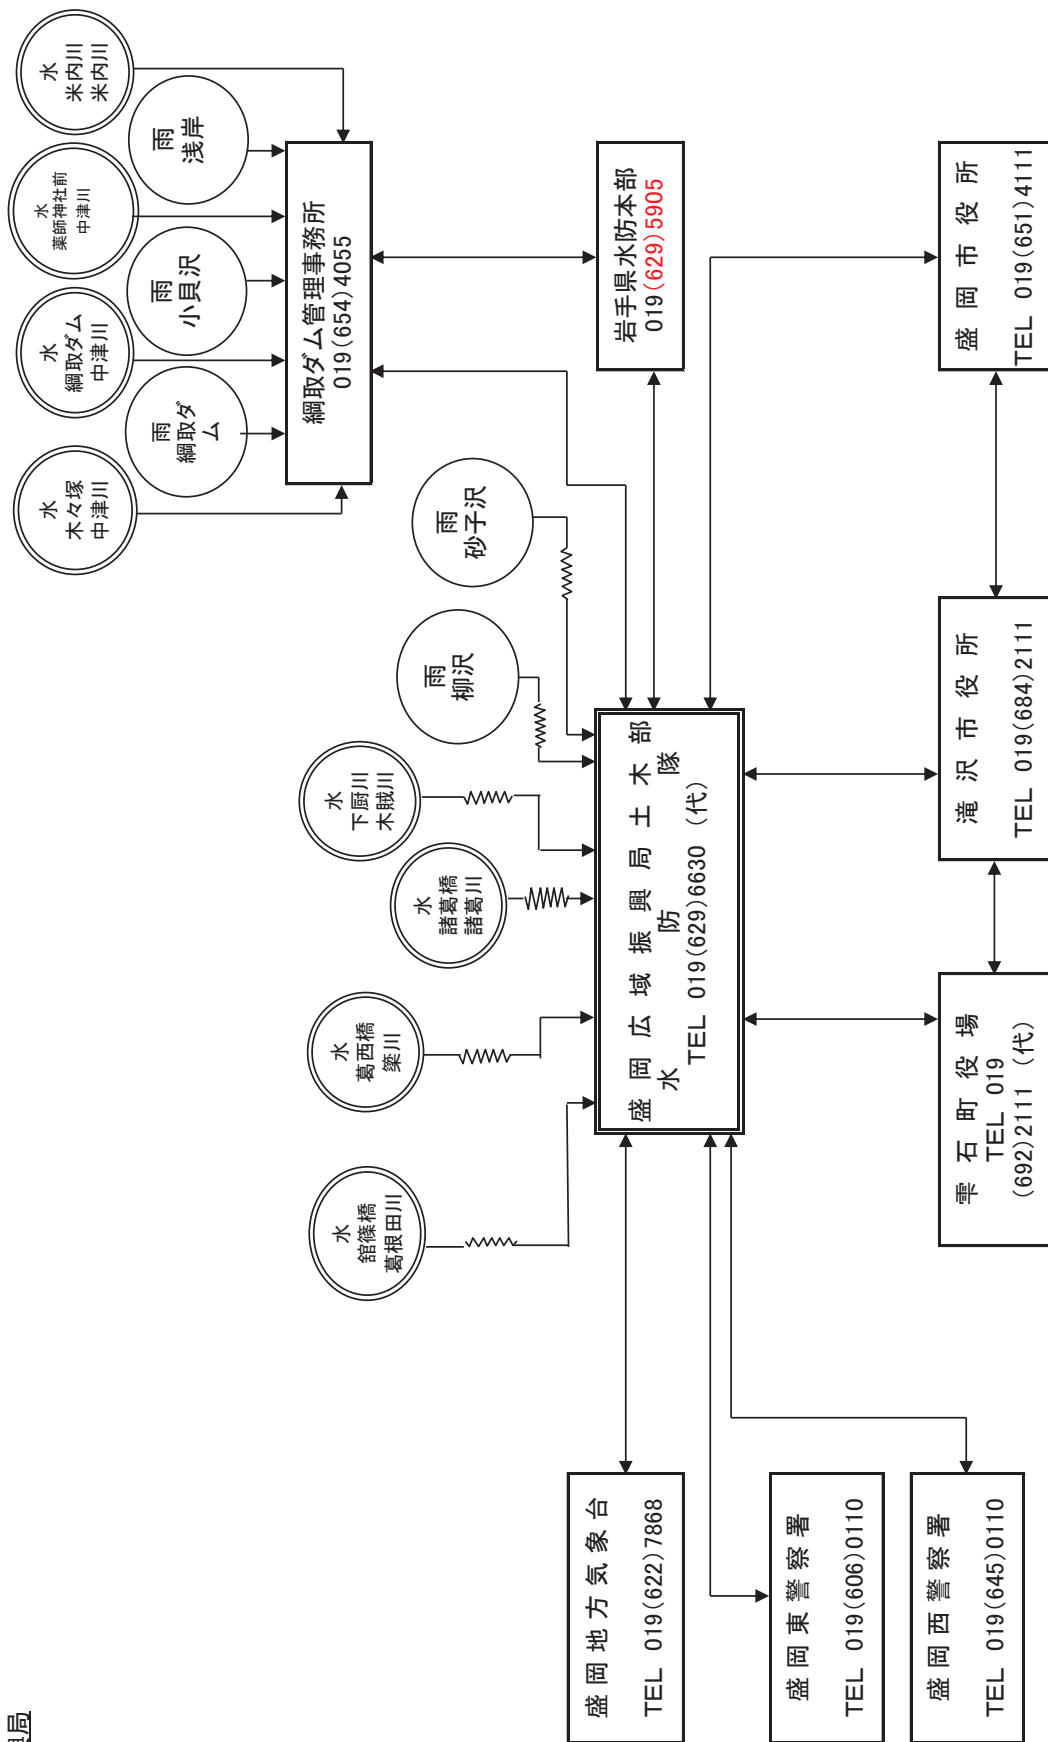 局
水
木々塚
中津川
雨
綱取ダ
ム
水
綱取ダム
中津川
雨
小貝沢
水
薬師神社前
中津川
雨
浅岸
水
米内川
米内川
綱取ダム管理事務所
019(654)4055
水
舘篠橋
葛根田川
水
葛西橋
簗川
水
諸葛橋
諸葛川
水
下厨川
木賊川
雨
柳沢
雨
砂子沢
盛岡地方気象台
TEL 019(622)7868
盛岡東警察署
TEL 019(606)0110
盛岡西警察署
TEL 019(645)0110
盛岡広域振興局土木部
水防隊
TEL 019(629)6630 (代)
岩手県水防本部
019(629)5905
雫石町役場
TEL 019
(692)2111 (代)
滝沢市役所
TEL 019(684)2111
盛岡市役所
TEL 019(651)4111